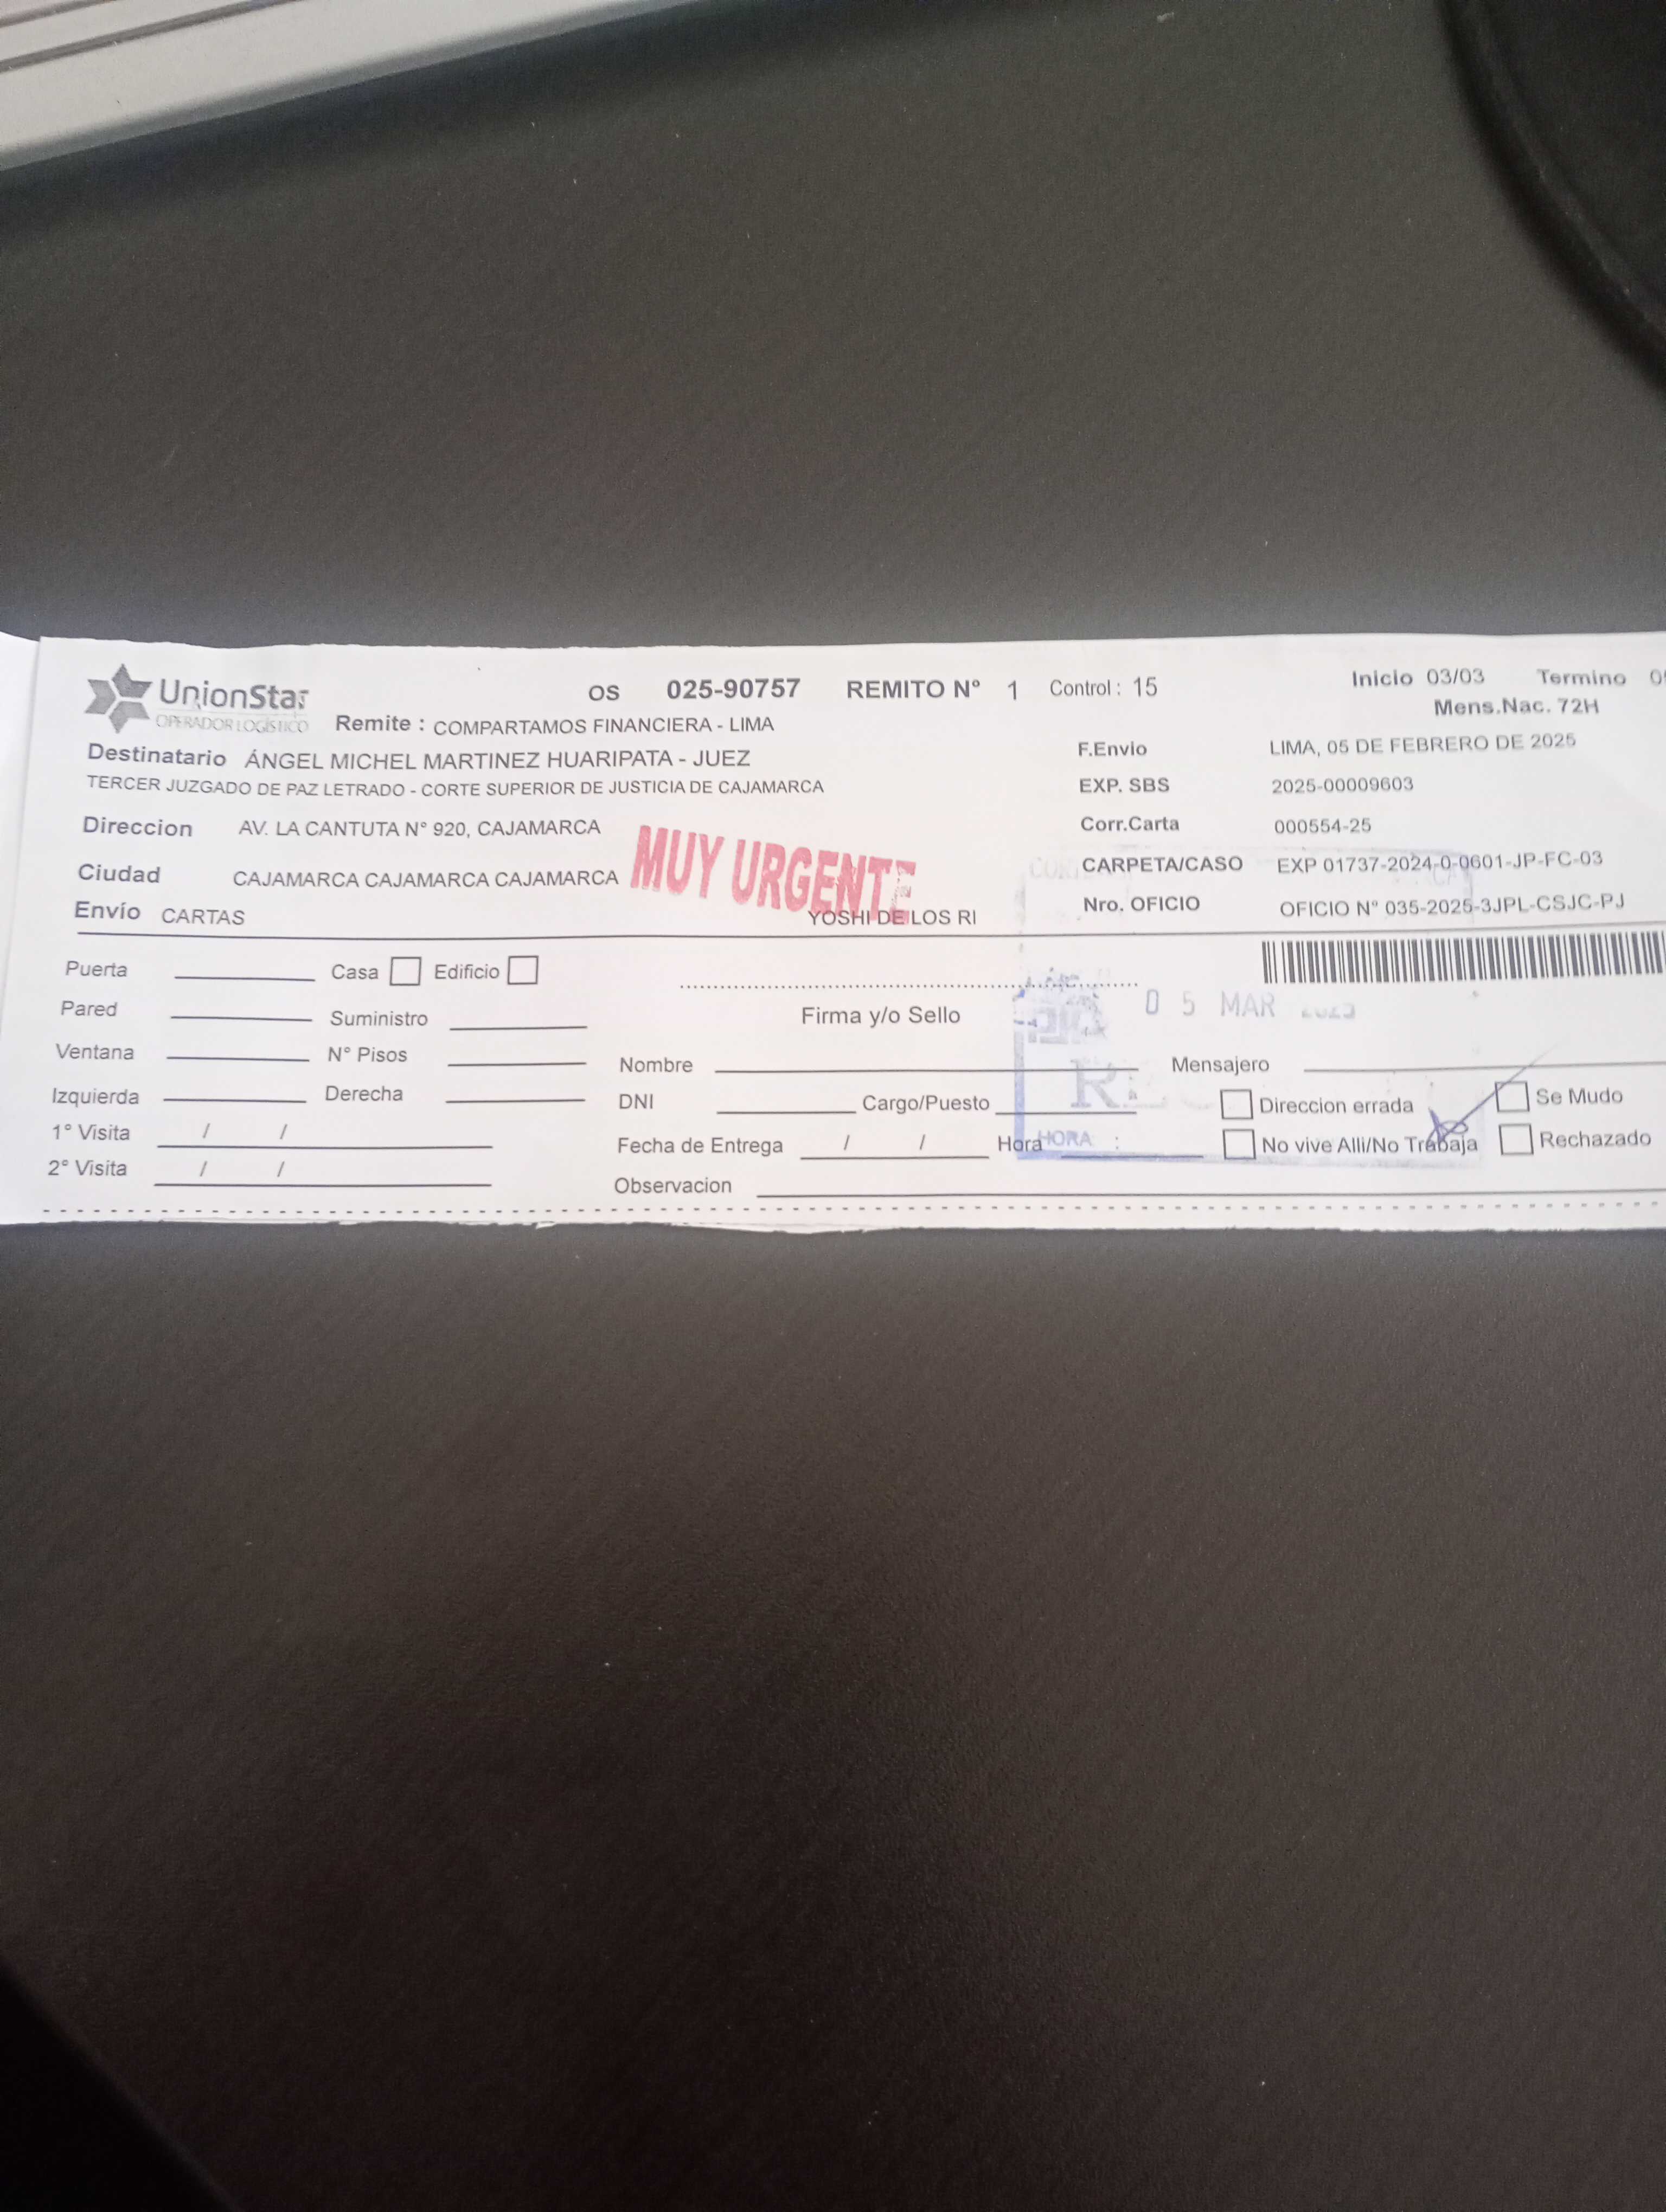 UnionStar OS 025-90757 REMITO N° 1 Control : 15 Inicio 03/03 Termino
OPERADOR LOGÍSTICO Remite : COMPARTAMOS FINANCIERA - LIMA Mens.Nac. 72H
Destinatario ÁNGEL MICHEL MARTINEZ HUARIPATA - JUEZ F.Envio LIMA, 05 DE FEBRERO DE 2025
TERCER JUZGADO DE PAZ LETRADO - CORTE SUPERIOR DE JUSTICIA DE CAJAMARCA EXP. SBS 2025-00009603
Direccion AV. LA CANTUTA N° 920, CAJAMARCA Corr.Carta 000554-25
MUY URGENTE
Ciudad CAJAMARCA CAJAMARCA CAJAMARCA CARPETA/CASO EXP 01737-2024-0-0601-JP-FC-03
Envío CARTAS YOSHI DE LOS RI Nro. OFICIO OFICIO N° 035-2025-3JPL-CSJC-PJ
Puerta Casa Edificio
05 MAR 2025
Pared Suministro Firma y/o Sello
Ventana N° Pisos Nombre Mensajero
Izquierda Derecha DNI Cargo/Puesto Direccion errada Se Mudo
1° Visita / / Fecha de Entrega / / Hora HORA : No vive Alli/No Trabaja Rechazado
2° Visita / / Observacion